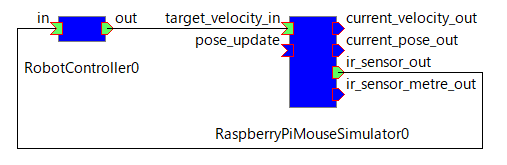 in out target_velocity_in current_velocity_out
pose_update current_pose_out
ir_sensor_out
RobotController0 ir_sensor_metre_out
RaspberryPiMouseSimulator0